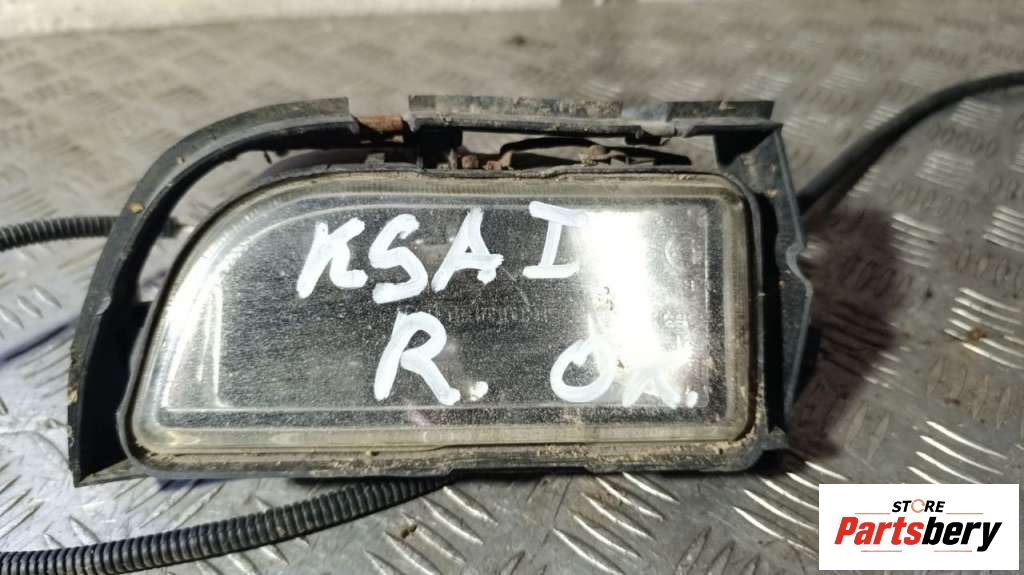 KSAI
R. OK.
STORE
Partsbery